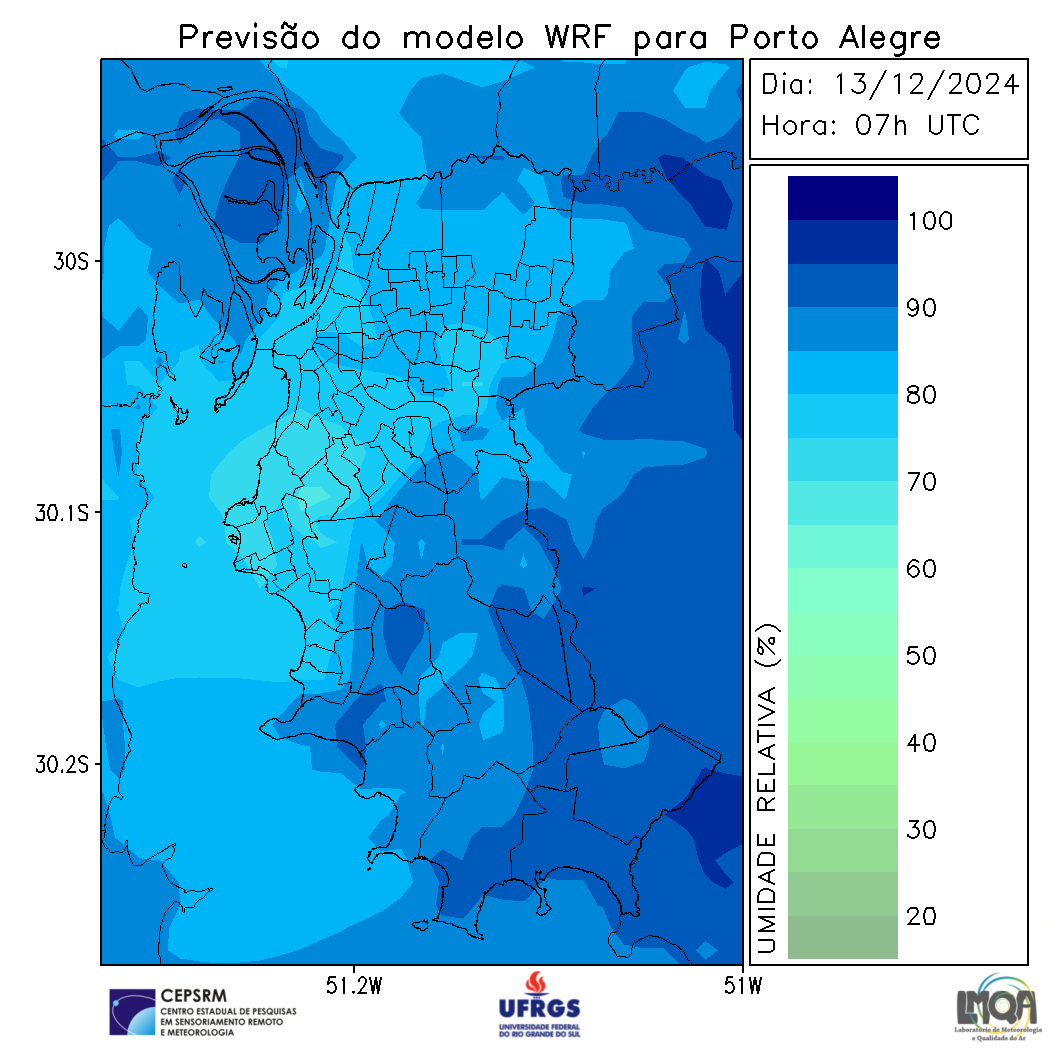 Previsão do modelo WRF para Porto Alegre
Dia: 13/12/2024
Hora: 07h UTC
100
90
80
70
60
50
40
30
20
UMIDADE RELATIVA (%)
30S
30.1S
30.2S
51.2W
51W
CEPSRM
CENTRO ESTADUAL DE PESQUISAS
EM SENSORIAMENTO REMOTO
E METEOROLOGIA
UFRGS
UNIVERSIDADE FEDERAL
DO RIO GRANDE DO SUL
LMQA
Laboratório de Meteorologia
e Qualidade do Ar